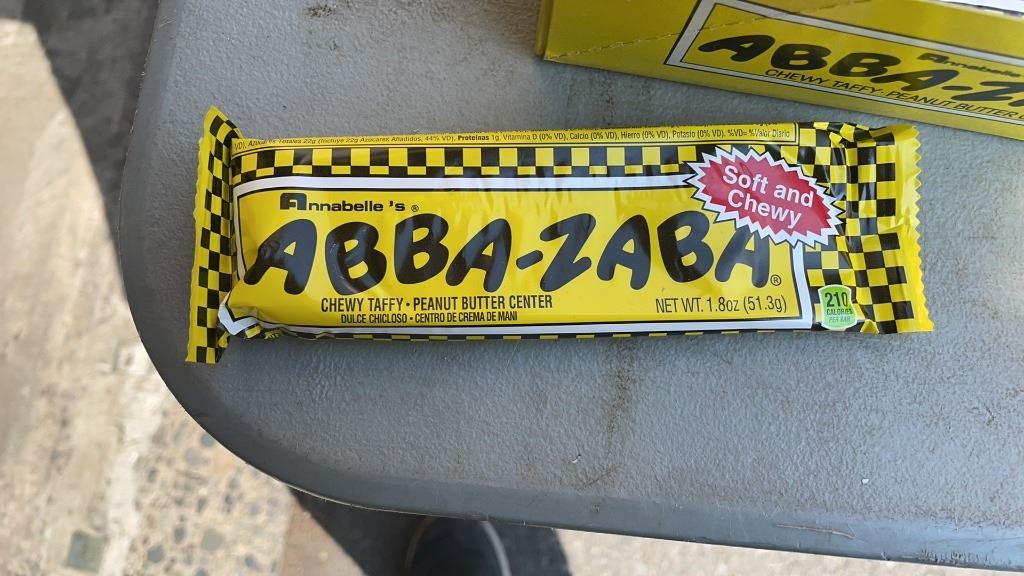 VD), Azúcares Totales 22g (Incluye 22g Azúcares Añadidos, 44% VD), Proteínas 1g, Vitamina D (0% VD), Calcio (0% VD), Hierro (0% VD), Potasio (0% VD). %VD= %Valor Diario
Annabelle's®
ABBA-ZABA®
Soft and
Chewy
CHEWY TAFFY • PEANUT BUTTER CENTER
DULCE CHICLOSO • CENTRO DE CREMA DE MANI
NET WT. 1.8oz (51.3g)
210
CALORIES
PER BAR
Annabelle
ABBA-Z
CHEWY TAFFY • PEANUT BUTTER